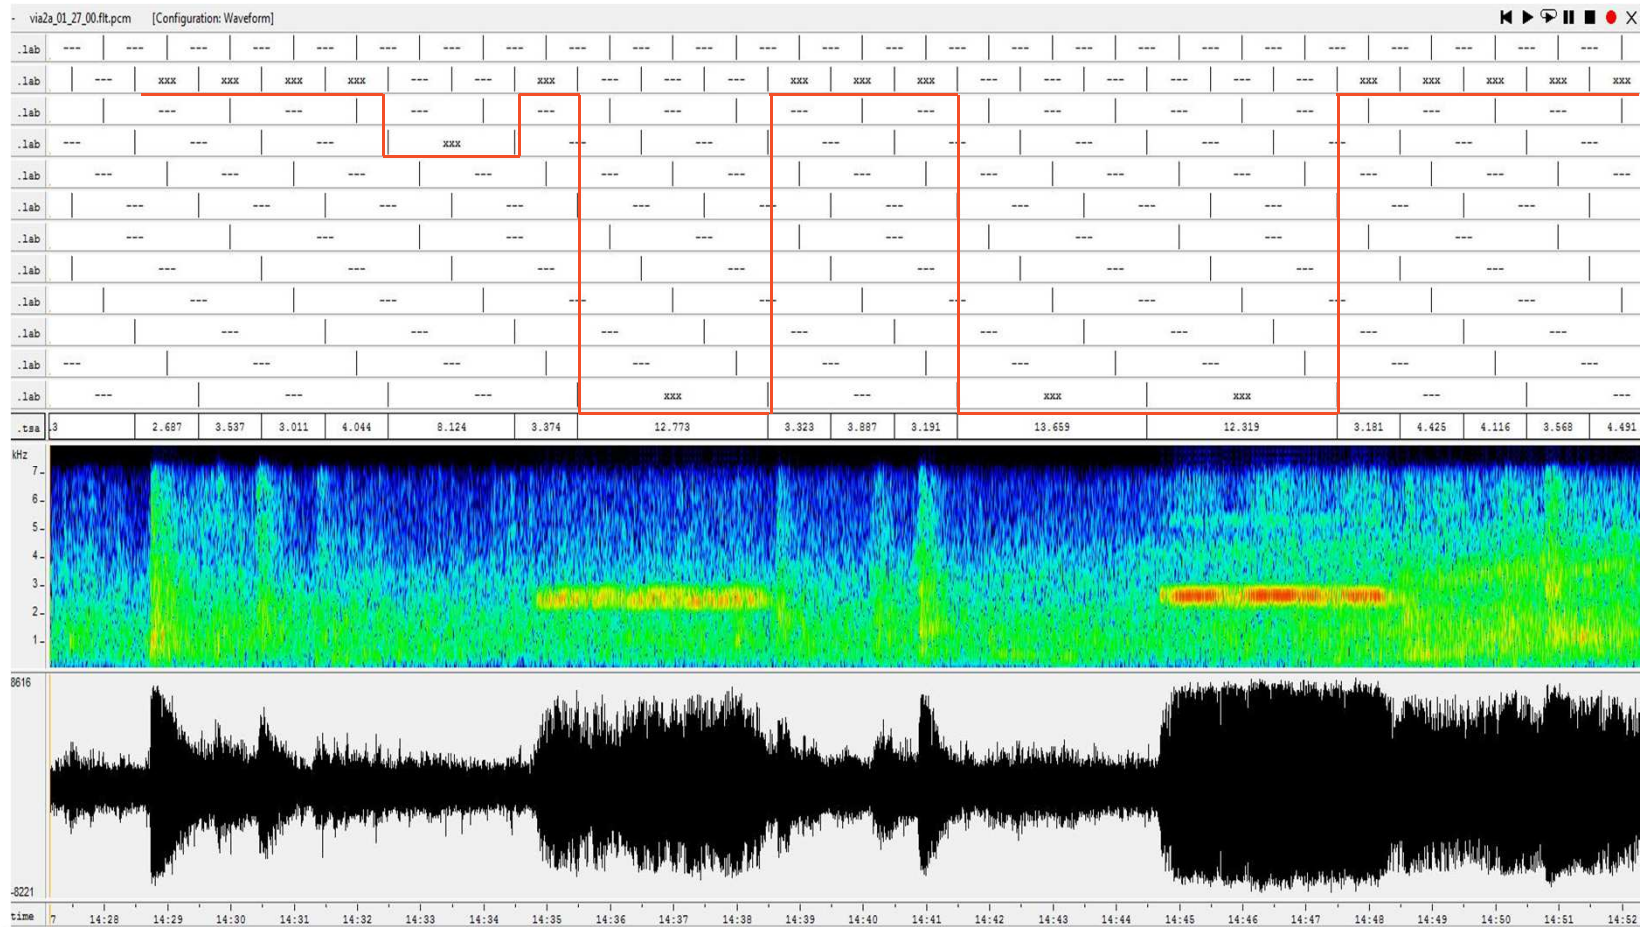 via2a_01_27_00.flt.pcm [Configuration: Waveform] X
.lab --- --- --- --- --- --- --- --- --- --- --- --- --- --- --- --- --- --- --- --- --- --- --- --- ---
.lab --- xxx xxx xxx xxx --- --- xxx --- --- --- xxx xxx xxx --- --- --- --- --- --- xxx xxx xxx xxx xxx
.lab --- --- --- --- --- --- --- --- --- --- --- ---
.lab --- --- --- xxx --- --- --- --- --- --- --- --- ---
.lab --- --- --- --- --- --- --- --- --- --- --- --- ---
.lab --- --- --- --- --- --- --- --- --- --- --- ---
.lab --- --- --- --- --- --- --- ---
.lab --- --- --- --- --- --- --- ---
.lab --- --- --- --- --- --- --- ---
.lab --- --- --- --- --- --- --- ---
.lab --- --- --- --- --- --- --- --- ---
.lab --- --- --- xxx --- xxx xxx --- ---
.tsa 3 2.687 3.537 3.011 4.044 8.124 3.374 12.773 3.323 3.887 3.191 13.659 12.319 3.181 4.425 4.116 3.568 4.491
kHz
7
6
5
4
3
2
1
8616
-8221
time 7 14:28 14:29 14:30 14:31 14:32 14:33 14:34 14:35 14:36 14:37 14:38 14:39 14:40 14:41 14:42 14:43 14:44 14:45 14:46 14:47 14:48 14:49 14:50 14:51 14:52